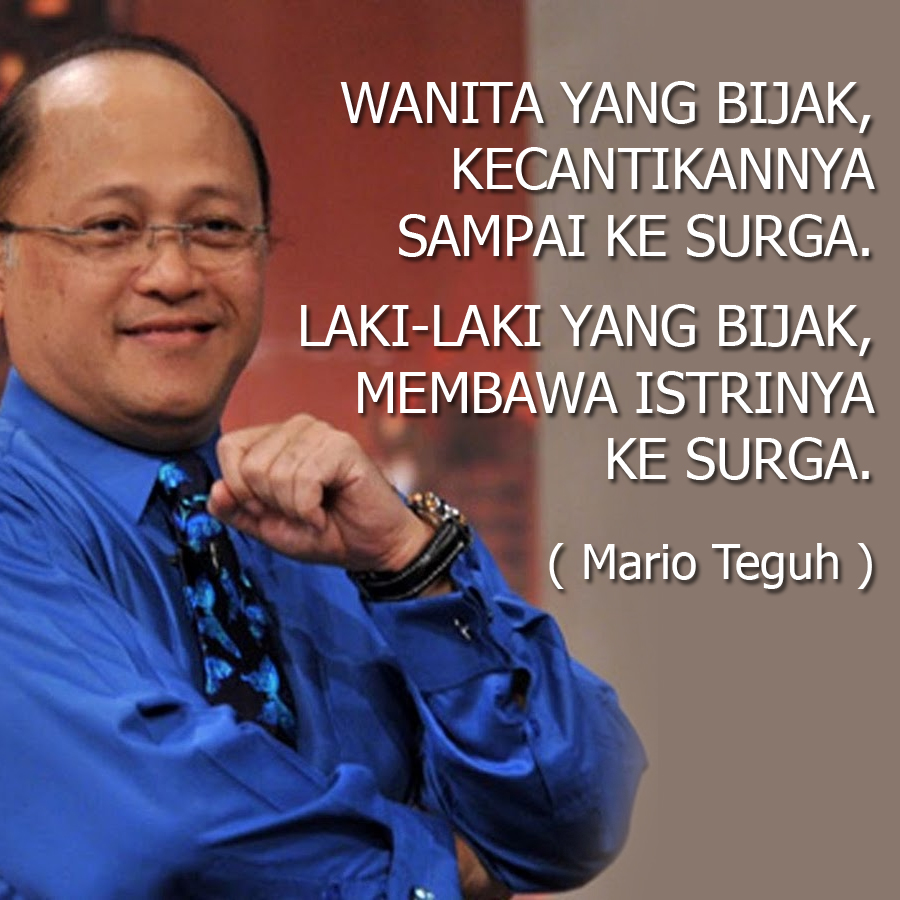 WANITA YANG BIJAK,
KECANTIKANNYA
SAMPAI KE SURGA.
LAKI-LAKI YANG BIJAK,
MEMBAWA ISTRINYA
KE SURGA.
( Mario Teguh )